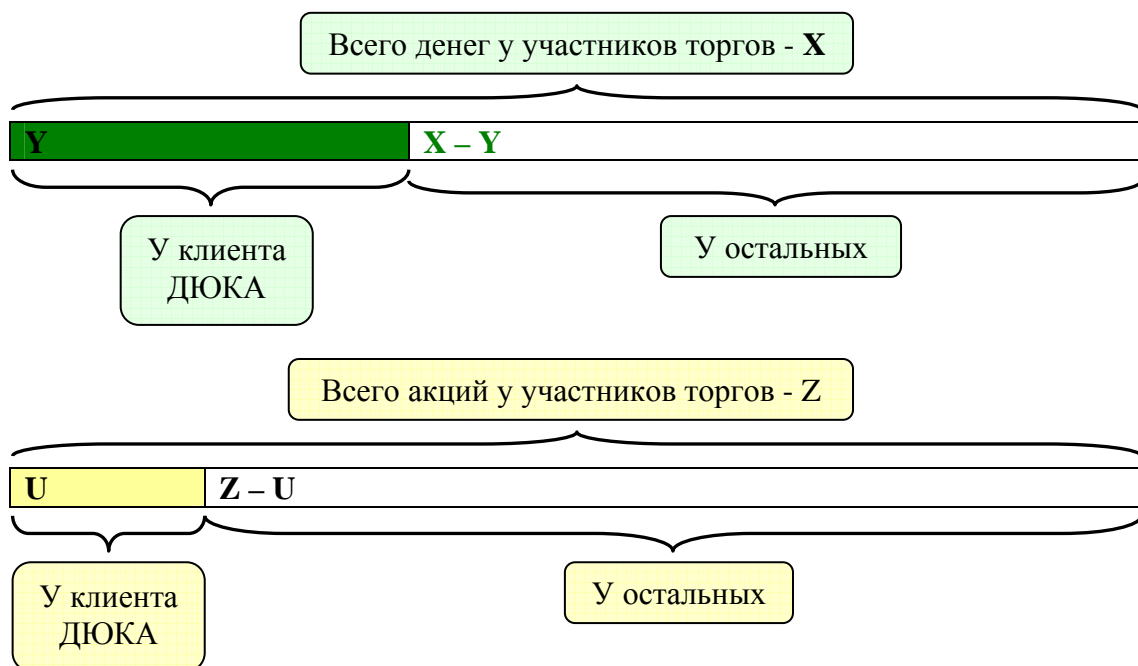 Всего денег у участников торгов - X
Y
X – Y
У клиента
ДЮКА
У остальных
Всего акций у участников торгов - Z
U
Z – U
У клиента
ДЮКА
У остальных